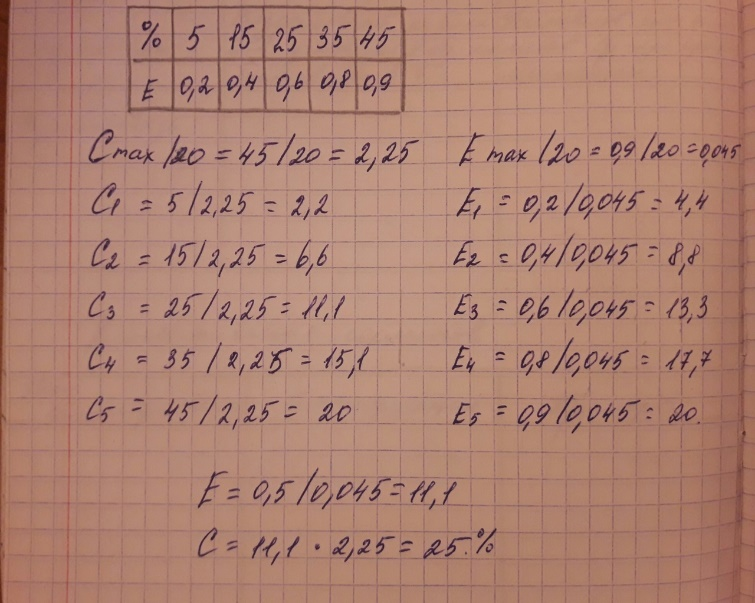 % 5 15 25 35 45
E 0,2 0,4 0,6 0,8 0,9
Cmax/20 = 45/20 = 2,25 E max/20 = 0,9/20 = 0,045
C1 = 5/2,25 = 2,2 E1 = 0,2/0,045 = 4,4
C2 = 15/2,25 = 6,6 E2 = 0,4/0,045 = 8,8
C3 = 25/2,25 = 11,1 E3 = 0,6/0,045 = 13,3
C4 = 35/2,25 = 15,1 E4 = 0,8/0,045 = 17,7
C5 = 45/2,25 = 20 E5 = 0,9/0,045 = 20.
E = 0,5/0,045 = 11,1
C = 11,1 · 2,25 = 25.%